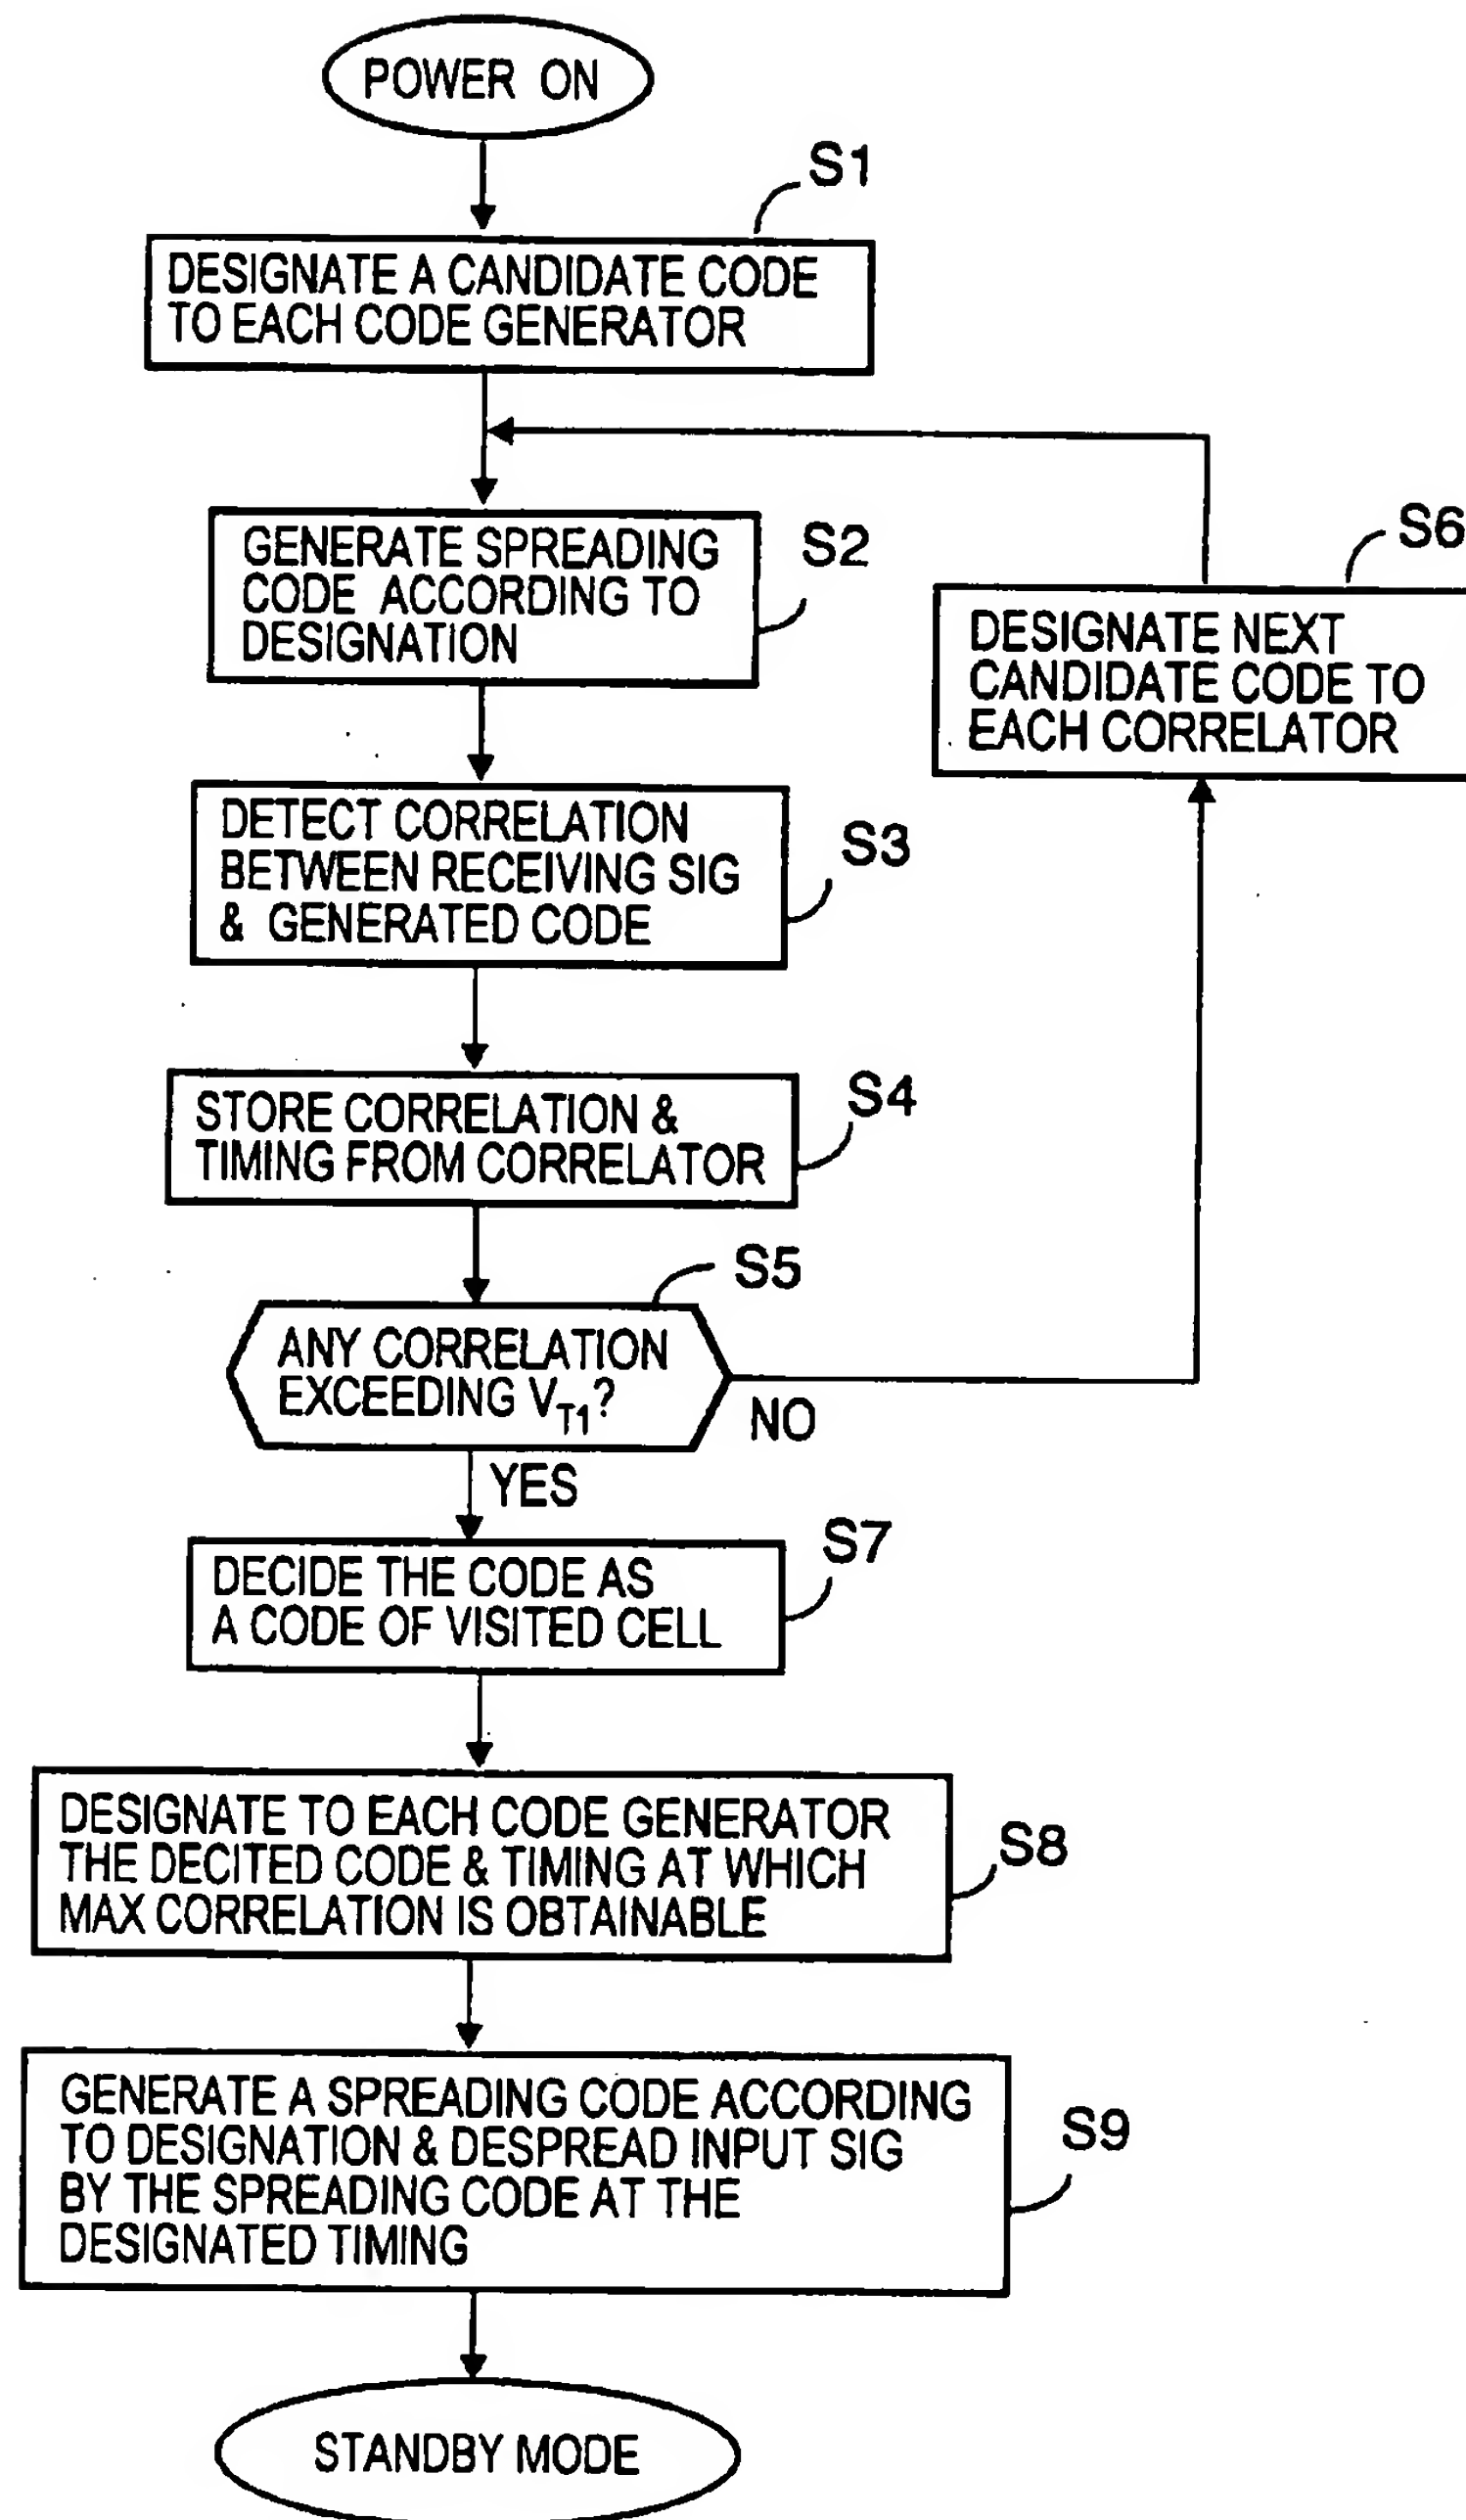 POWER ON
S1
DESIGNATE A CANDIDATE CODE
TO EACH CODE GENERATOR
GENERATE SPREADING
CODE ACCORDING TO
DESIGNATION
S2
S6
DESIGNATE NEXT
CANDIDATE CODE TO
EACH CORRELATOR
DETECT CORRELATION
BETWEEN RECEIVING SIG
& GENERATED CODE
S3
STORE CORRELATION &
TIMING FROM CORRELATOR
S4
S5
ANY CORRELATION
EXCEEDING VT1?
NO
YES
S7
DECIDE THE CODE AS
A CODE OF VISITED CELL
DESIGNATE TO EACH CODE GENERATOR
THE DECITED CODE & TIMING AT WHICH
MAX CORRELATION IS OBTAINABLE
S8
GENERATE A SPREADING CODE ACCORDING
TO DESIGNATION & DESPREAD INPUT SIG
BY THE SPREADING CODE AT THE
DESIGNATED TIMING
S9
STANDBY MODE